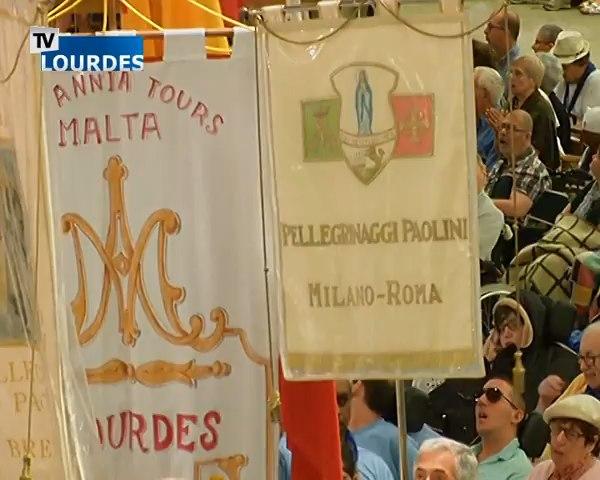 TV
LOURDES
ANNIA TOURS
MALTA
LOURDES
PELLEGRINAGGI PAOLINI
MILANO-ROMA